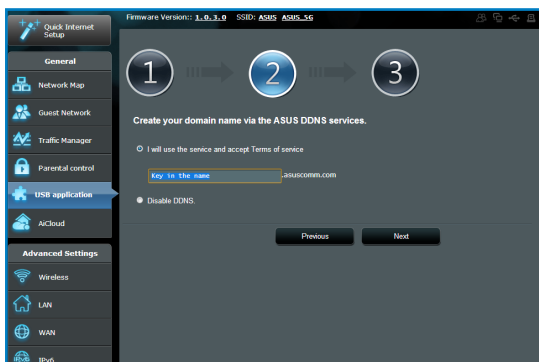 Quick Internet
Setup
Firmware Version:: 1.0.3.0 SSID: ASUS ASUS_5G
General
Network Map
Guest Network
Traffic Manager
Parental control
USB application
AiCloud
Advanced Settings
Wireless
LAN
WAN
IPv6
1
2
3
Create your domain name via the ASUS DDNS services.
I will use the service and accept Terms of service
Key in the name .asuscomm.com
Disable DDNS.
Previous Next